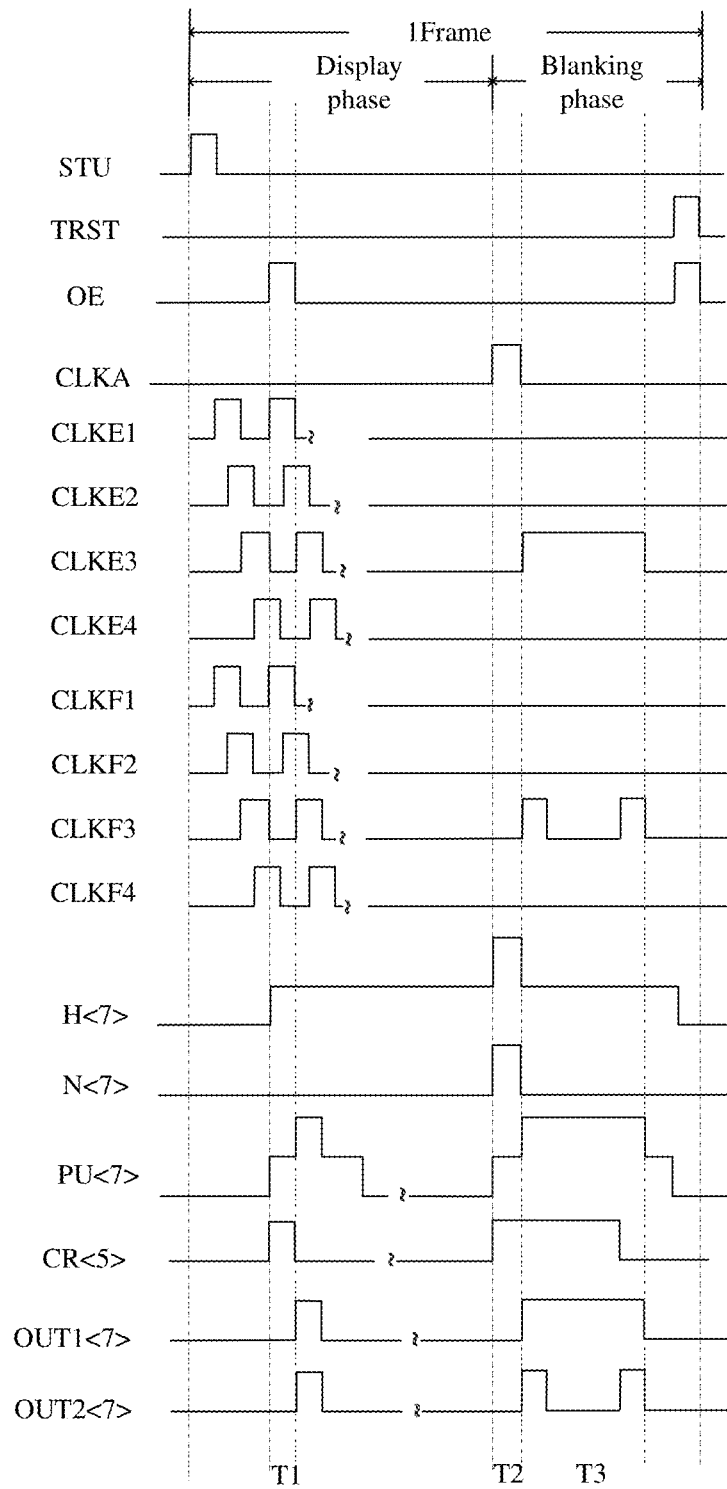 1Frame
Display phase
Blanking phase
STU
TRST
OE
CLKA
CLKE1
CLKE2
CLKE3
CLKE4
CLKF1
CLKF2
CLKF3
CLKF4
H<7>
N<7>
PU<7>
CR<5>
OUT1<7>
OUT2<7>
T1
T2
T3